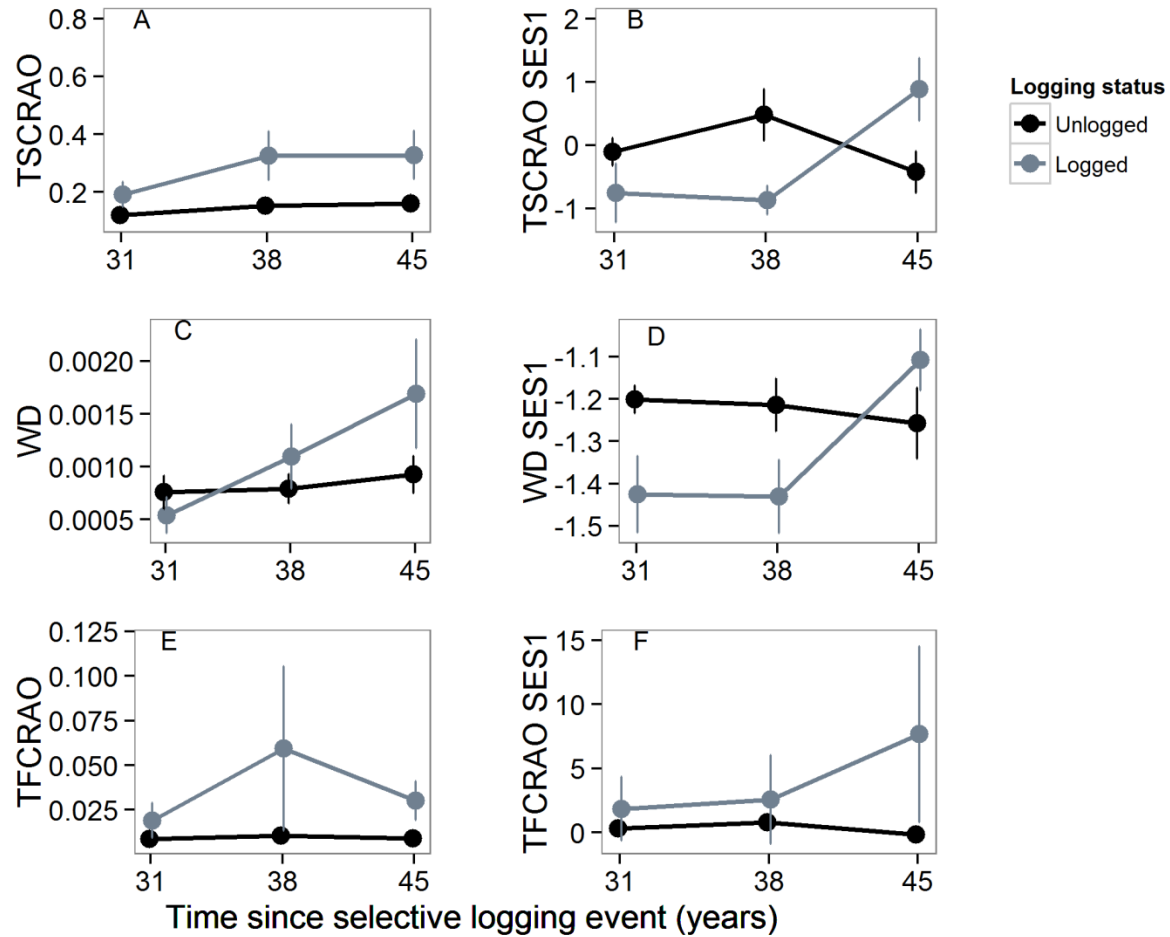 A
TSCRAO
0.8
0.6
0.4
0.2
31 38 45
B
TSCRAO SES1
2
1
0
-1
31 38 45
Logging status
Unlogged
Logged
C
WD
0.0020
0.0015
0.0010
0.0005
31 38 45
D
WD SES1
-1.1
-1.2
-1.3
-1.4
-1.5
31 38 45
E
TFCRAO
0.125
0.100
0.075
0.050
0.025
31 38 45
F
TFCRAO SES1
15
10
5
0
31 38 45
Time since selective logging event (years)